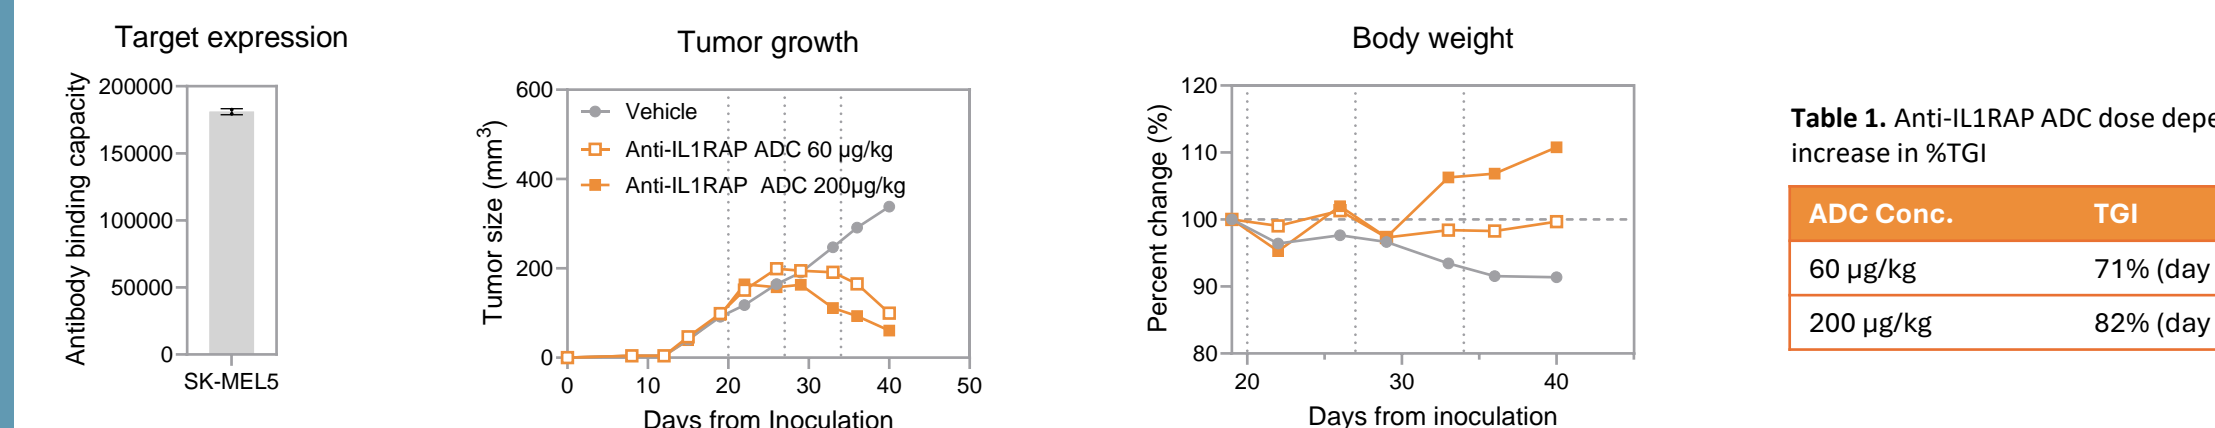 Target expression
Antibody binding capacity
200000
150000
100000
50000
0
SK-MEL5
Tumor growth
Tumor size (mm³)
600
400
200
0
Vehicle
Anti-IL1RAP ADC 60 µg/kg
Anti-IL1RAP ADC 200µg/kg
0 10 20 30 40 50
Days from Inoculation
Body weight
Percent change (%)
120
110
100
90
80
20 30 40
Days from inoculation
Table 1. Anti-IL1RAP ADC dose
increase in %TGI
ADC Conc. TGI
60 µg/kg 71% (day
200 µg/kg 82% (day